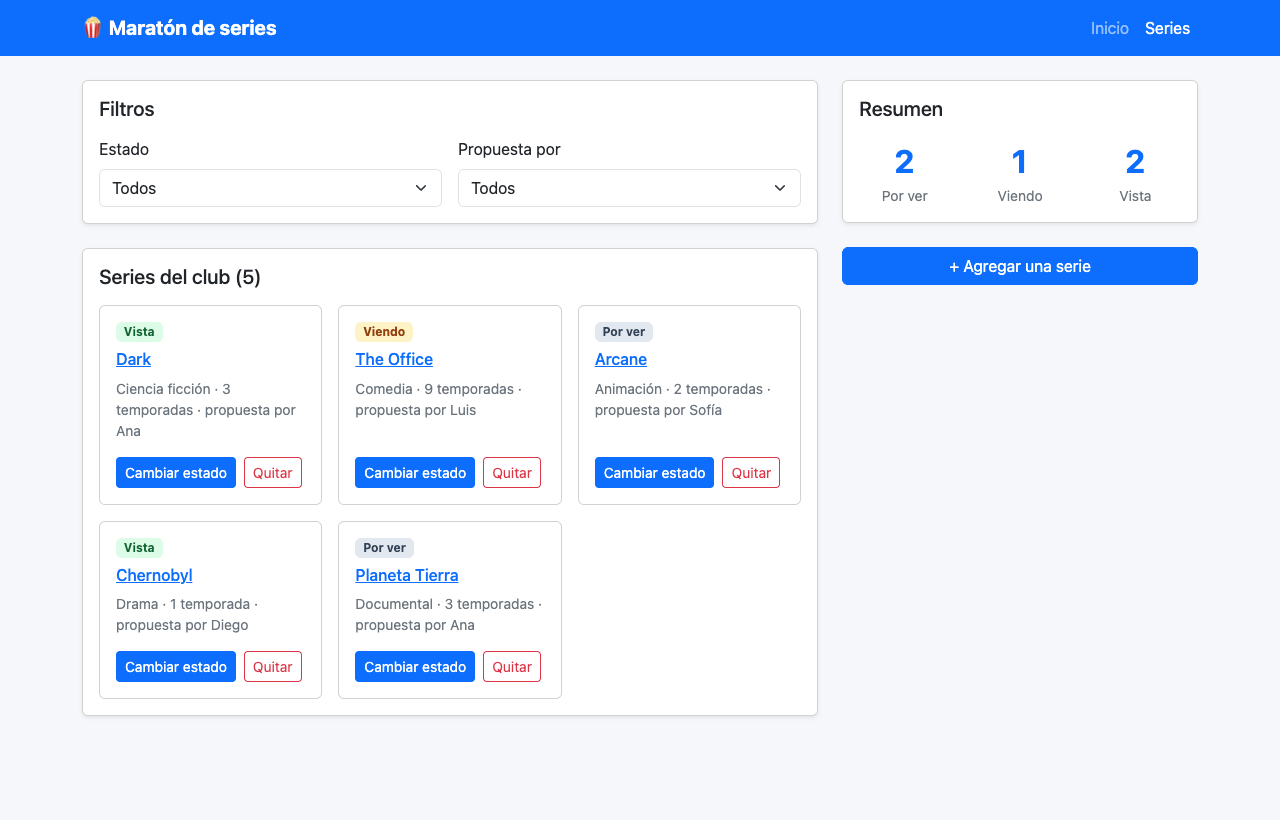 🍿 Maratón de series
Inicio
Series
Filtros
Estado
Propuesta por
Todos
Todos
Resumen
2
1
2
Por ver
Viendo
Vista
+ Agregar una serie
Series del club (5)
Vista
Dark
Ciencia ficción · 3
temporadas · propuesta por
Ana
Cambiar estado
Quitar
Viendo
The Office
Comedia · 9 temporadas ·
propuesta por Luis
Cambiar estado
Quitar
Por ver
Arcane
Animación · 2 temporadas ·
propuesta por Sofía
Cambiar estado
Quitar
Vista
Chernobyl
Drama · 1 temporada ·
propuesta por Diego
Cambiar estado
Quitar
Por ver
Planeta Tierra
Documental · 3 temporadas ·
propuesta por Ana
Cambiar estado
Quitar